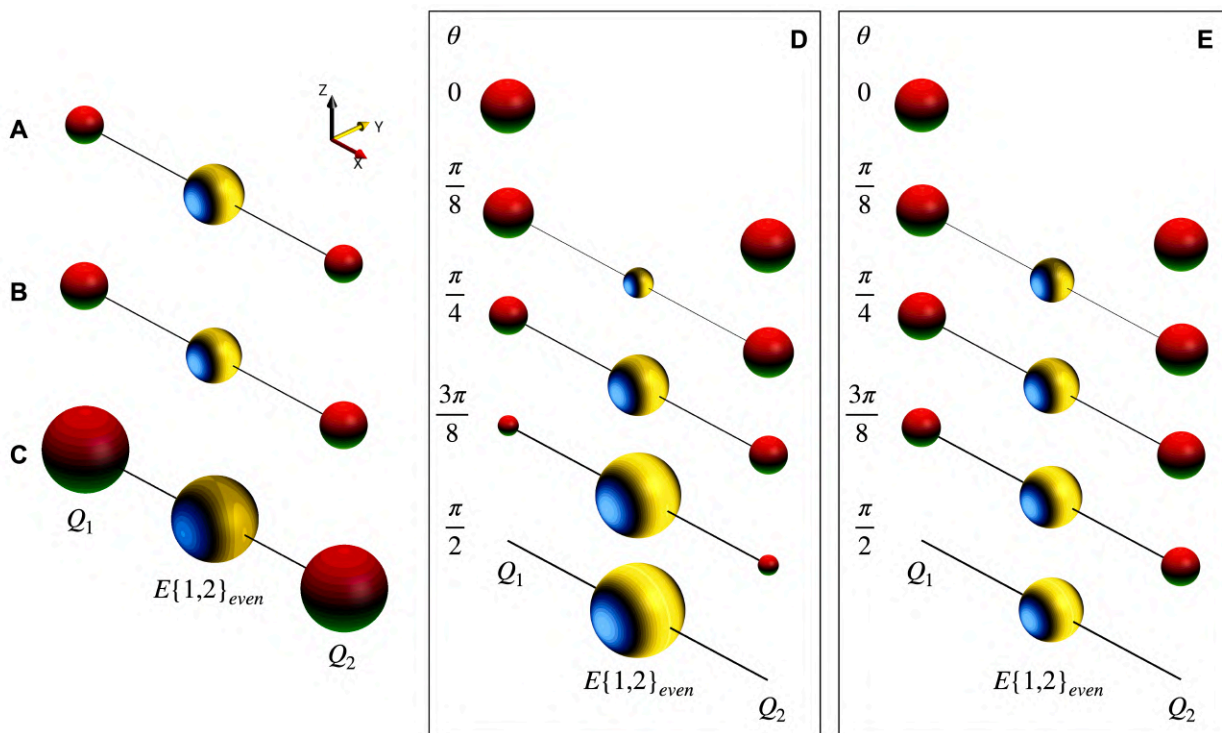 A
B
C
Z
Y
X
Q₁
E{1,2}ₑᵥₑₙ
Q₂
D
θ
0
π/8
π/4
3π/8
π/2
Q₁
E{1,2}ₑᵥₑₙ
Q₂
E
θ
0
π/8
π/4
3π/8
π/2
Q₁
E{1,2}ₑᵥₑₙ
Q₂